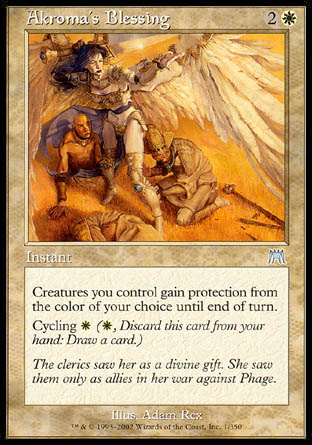 Akroma's Blessing 2
Instant
Creatures you control gain protection from
the color of your choice until end of turn.
Cycling (, Discard this card from your
hand: Draw a card.)
The clerics saw her as a divine gift. She saw
them only as allies in her war against Phage.
Illus. Adam Rex
™ & © 1993-2002 Wizards of the Coast, Inc. 1/350